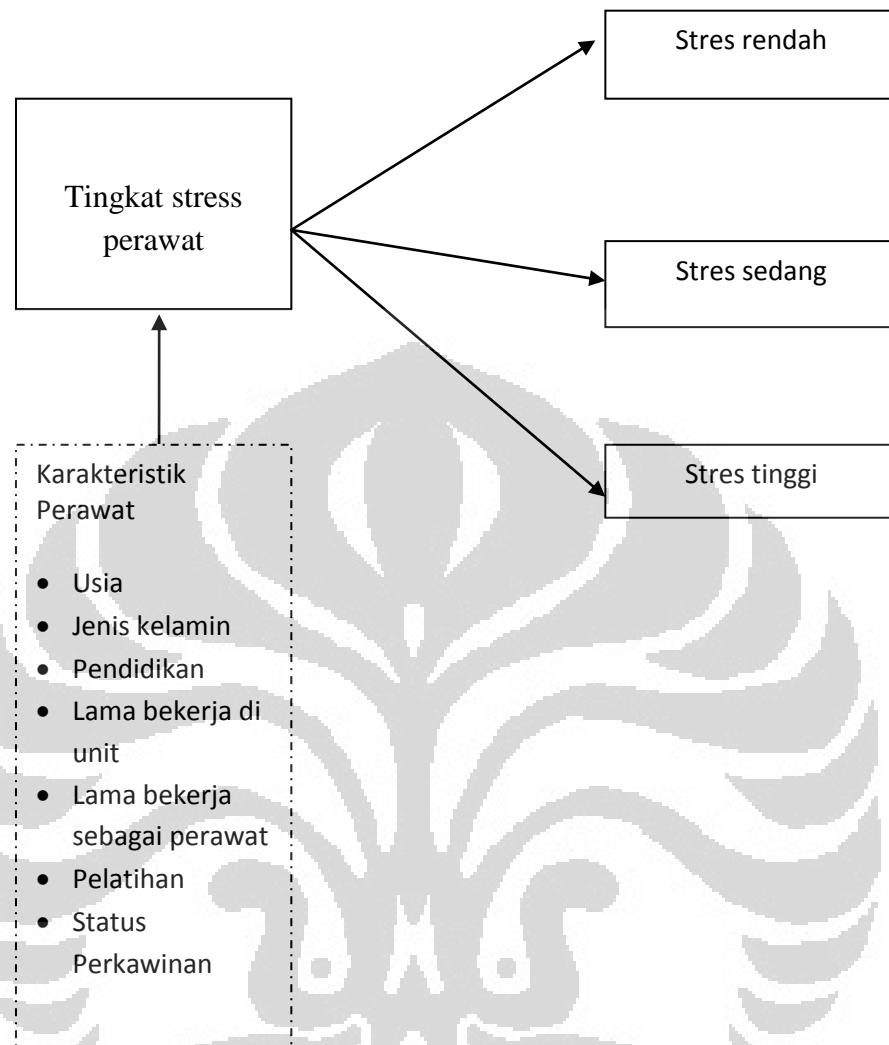 Stres rendah
Tingkat stress
perawat
Stres sedang
Stres tinggi
Karakteristik
Perawat
• Usia
• Jenis kelamin
• Pendidikan
• Lama bekerja di
unit
• Lama bekerja
sebagai perawat
• Pelatihan
• Status
Perkawinan